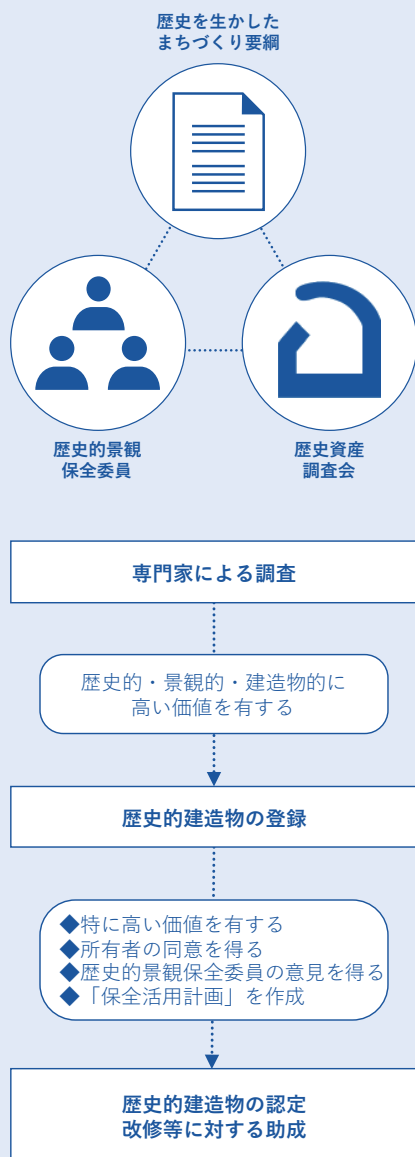 歴史を生かした
まちづくり要綱
歴史的景観
保全委員
歴史資産
調査会
専門家による調査
歴史的・景観的・建造物的に
高い価値を有する
歴史的建造物の登録
◆特に高い価値を有する
◆所有者の同意を得る
◆歴史的景観保全委員の意見を得る
◆「保全活用計画」を作成
歴史的建造物の認定
改修等に対する助成